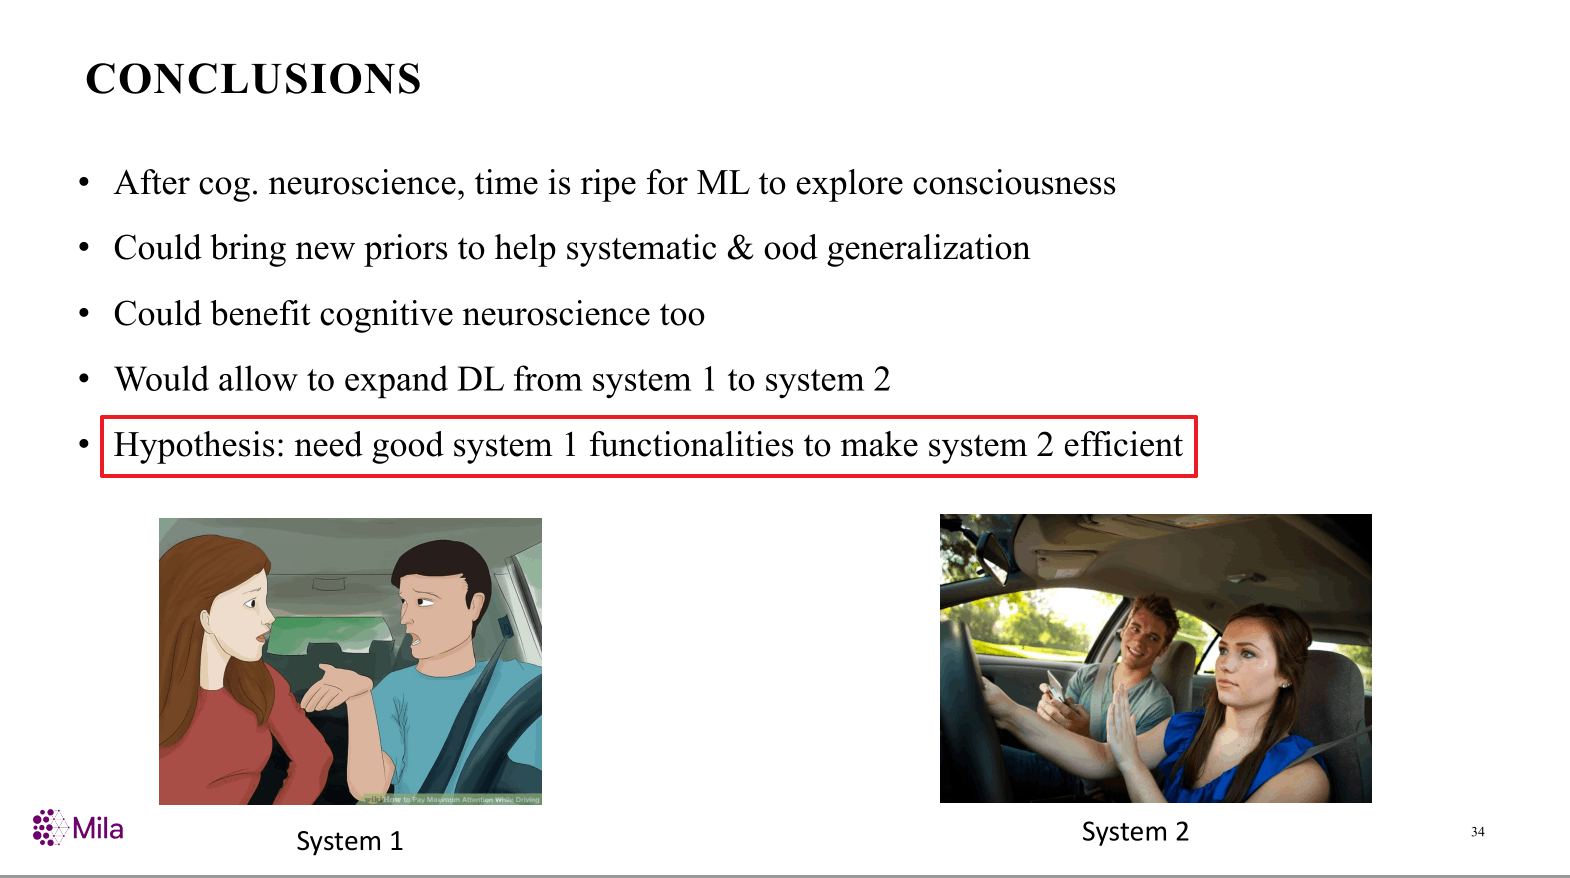 CONCLUSIONS
• After cog. neuroscience, time is ripe for ML to explore consciousness
• Could bring new priors to help systematic & ood generalization
• Could benefit cognitive neuroscience too
• Would allow to expand DL from system 1 to system 2
• Hypothesis: need good system 1 functionalities to make system 2 efficient
How to Pay Maximum Attention While Driving
System 1
System 2
Mila
34